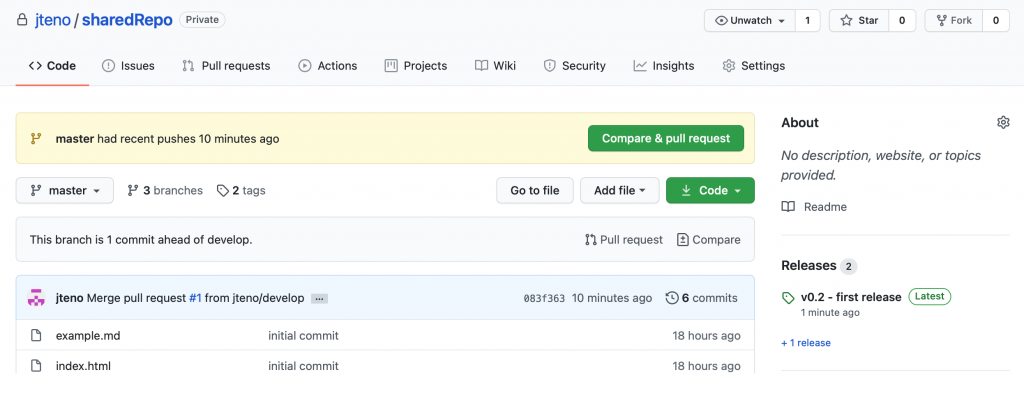 jteno / sharedRepo Private
Unwatch 1 Star 0 Fork 0
Code Issues Pull requests Actions Projects Wiki Security Insights Settings
master had recent pushes 10 minutes ago Compare & pull request
master 3 branches 2 tags Go to file Add file Code
This branch is 1 commit ahead of develop. Pull request Compare
jteno Merge pull request #1 from jteno/develop ... 083f363 10 minutes ago 6 commits
example.md initial commit 18 hours ago
index.html initial commit 18 hours ago
About
No description, website, or topics
provided.
Readme
Releases 2
v0.2 - first release Latest
1 minute ago
+ 1 release